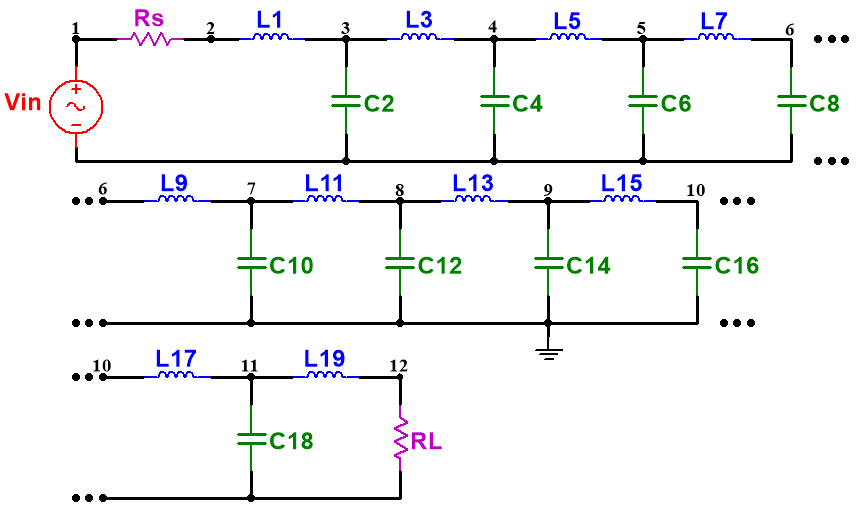 Rs L1 L3 L5 L7
1 2 3 4 5 6
Vin + − C2 C4 C6 C8
L9 L11 L13 L15
6 7 8 9 10
C10 C12 C14 C16
L17 L19
10 11 12
C18 RL